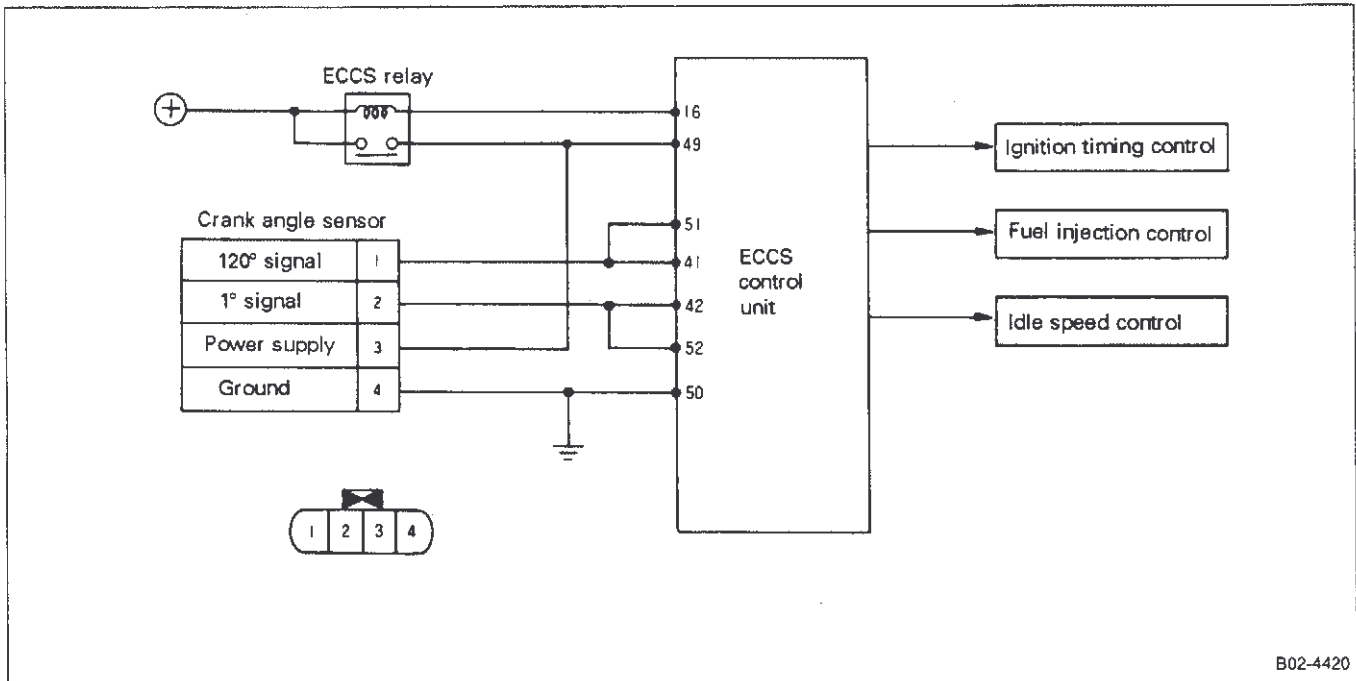 ECCS relay
16
49
Crank angle sensor
120° signal 1
1° signal 2
Power supply 3
Ground 4
51
41
42
52
50
ECCS
control
unit
Ignition timing control
Fuel injection control
Idle speed control
1 2 3 4
B02-4420